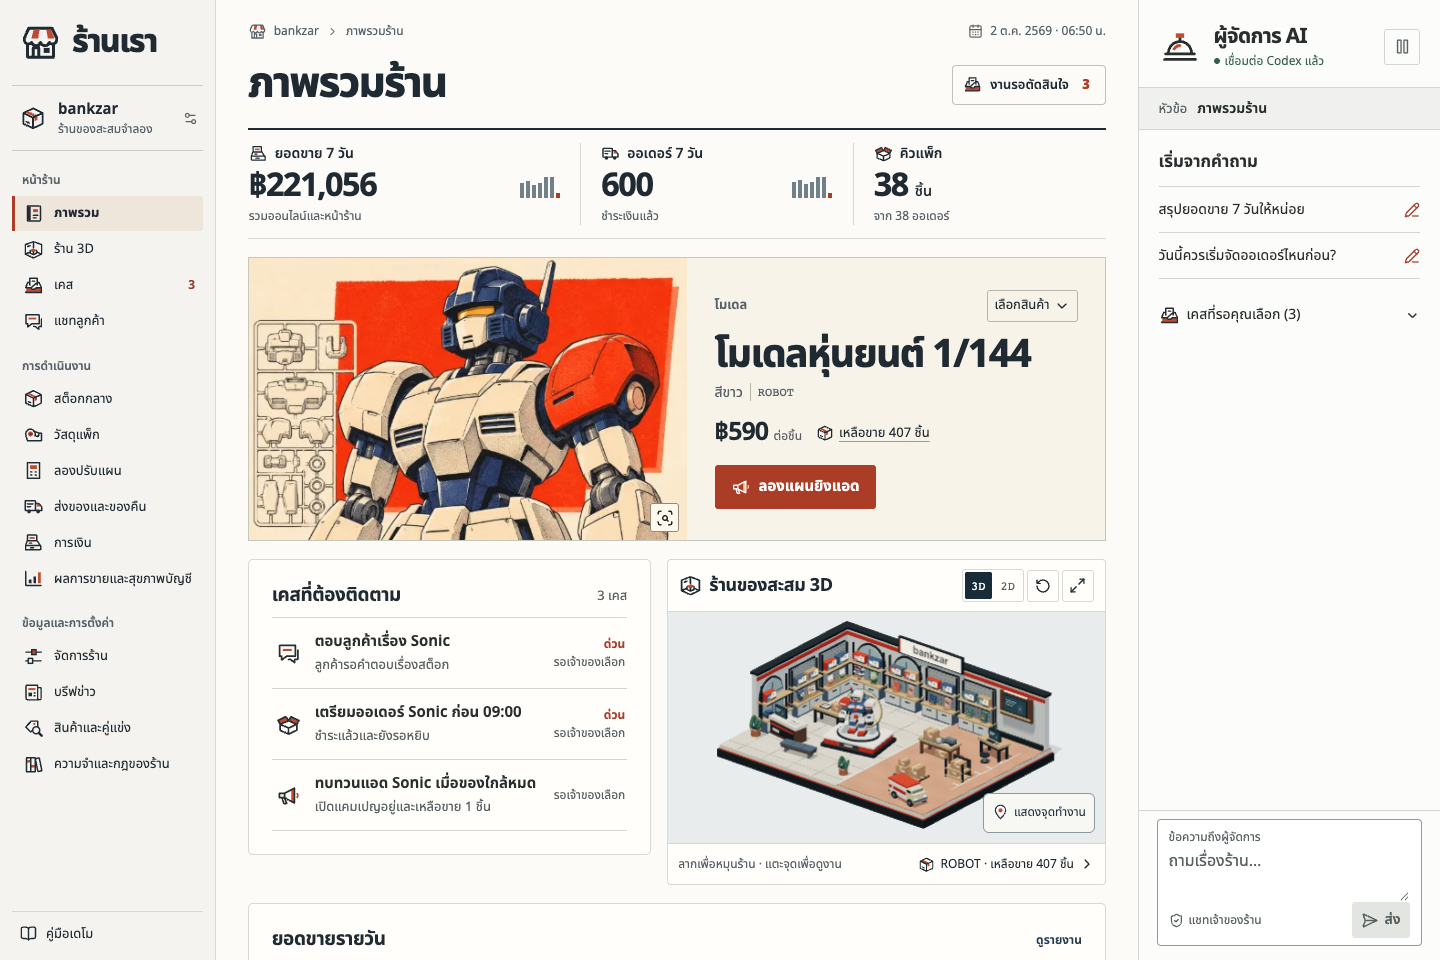 ร้านเรา
bankzar
ร้านของสะสมจำลอง
หน้าร้าน
ภาพรวม
ร้าน 3D
เคส 3
แชทลูกค้า
การดำเนินงาน
สต็อกกลาง
วัสดุแพ็ก
ลองปรับแผน
ส่งของและของคืน
การเงิน
ผลการขายและสุขภาพบัญชี
ข้อมูลและการตั้งค่า
จัดการร้าน
บรีฟข่าว
สินค้าและคู่แข่ง
ความจำและกฎของร้าน
คู่มือเดโม
bankzar > ภาพรวมร้าน
2 ต.ค. 2569 · 06:50 น.
ภาพรวมร้าน
งานรอตัดสินใจ 3
ยอดขาย 7 วัน
฿221,056
รวมออนไลน์และหน้าร้าน
ออเดอร์ 7 วัน
600
ชำระเงินแล้ว
คิวแพ็ก
38 ชิ้น
จาก 38 ออเดอร์
โมเดล
เลือกสินค้า
โมเดลหุ่นยนต์ 1/144
สีขาว ROBOT
฿590 ต่อชิ้น เหลือขาย 407 ชิ้น
ลองแผนยิงแอด
เคสที่ต้องติดตาม 3 เคส
ตอบลูกค้าเรื่อง Sonic ด่วน
ลูกค้ารอคำตอบเรื่องสต็อก รอเจ้าของเลือก
เตรียมออเดอร์ Sonic ก่อน 09:00 ด่วน
ชำระแล้วและยังรอหยิบ รอเจ้าของเลือก
ทบทวนแอด Sonic เมื่อของใกล้หมด
รอเจ้าของเลือก
เปิดแคมเปญอยู่และเหลือขาย 1 ชิ้น
ร้านของสะสม 3D
3D 2D
bankzar
แสดงจุดทำงาน
ลากเพื่อหมุนร้าน · แตะจุดเพื่อดูงาน
ROBOT · เหลือขาย 407 ชิ้น
ยอดขายรายวัน ดูรายงาน
ผู้จัดการ AI
เชื่อมต่อ Codex แล้ว
หัวข้อ ภาพรวมร้าน
เริ่มจากคำถาม
สรุปยอดขาย 7 วันให้หน่อย
วันนี้ควรเริ่มจัดออเดอร์ไหนก่อน?
เคสที่รอคุณเลือก (3)
ข้อความถึงผู้จัดการ
ถามเรื่องร้าน...
แชทเจ้าของร้าน
ส่ง